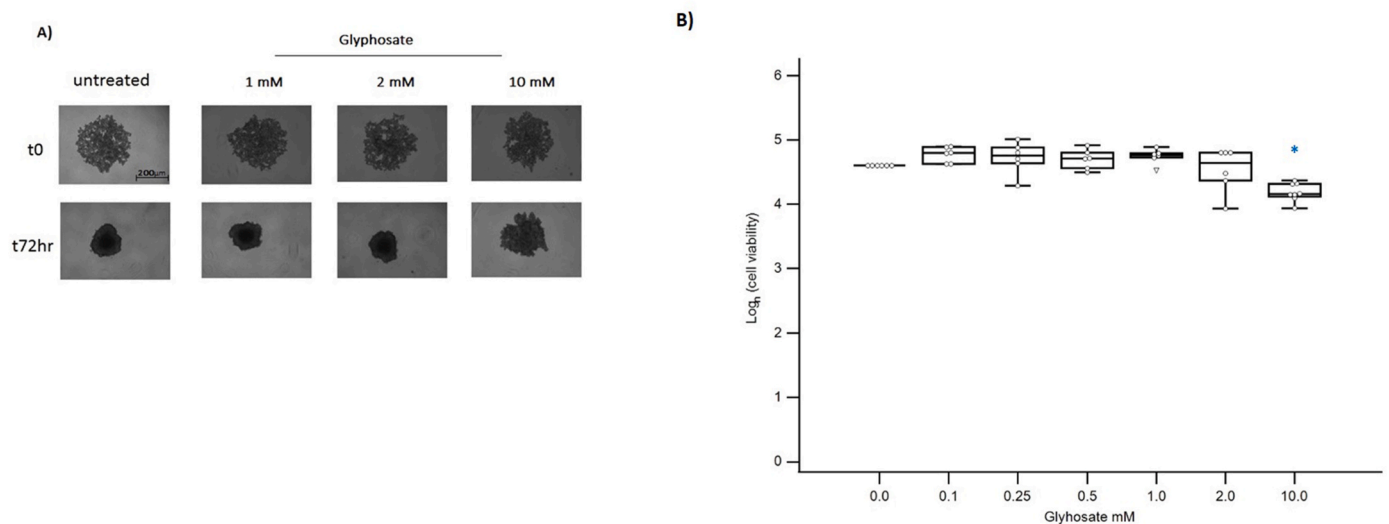 A)
Glyphosate
untreated
1 mM
2 mM
10 mM
t0
200µm
t72hr
B)
6
5
4
3
2
1
0
Logn (cell viability)
*
0.0 0.1 0.25 0.5 1.0 2.0 10.0
Glyhosate mM